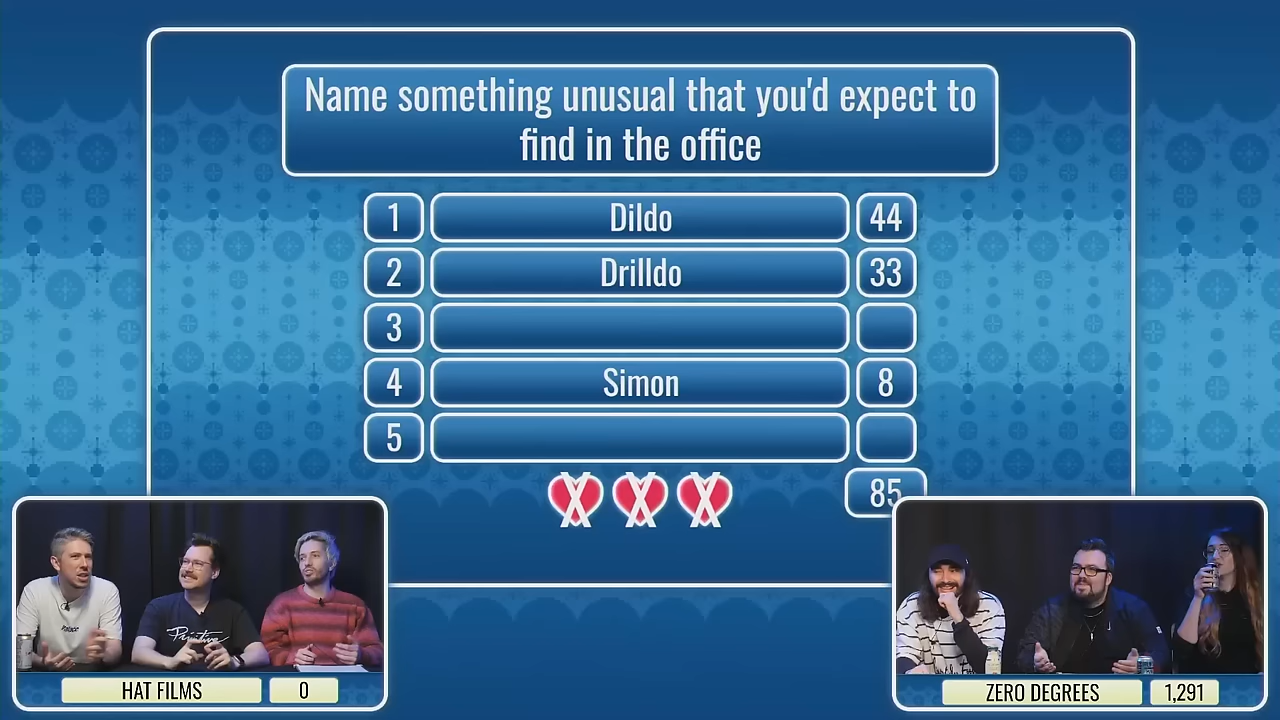 Name something unusual that you'd expect to
find in the office
1 Dildo 44
2 Drilldo 33
3
4 Simon 8
5
X X X
85
Primitive
HAT FILMS 0
ZERO DEGREES 1,291